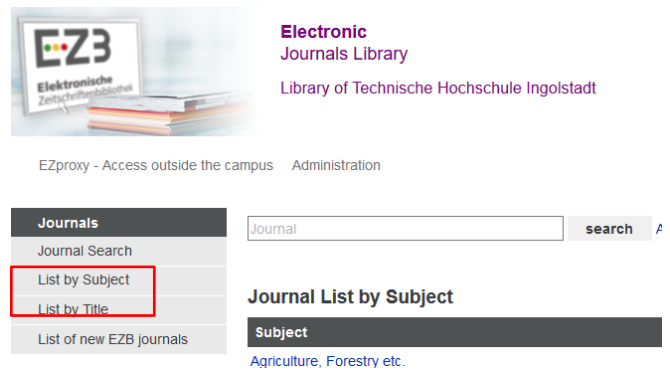 EZB
Elektronische
Zeitschriftenbibliothek
Electronic
Journals Library
Library of Technische Hochschule Ingolstadt
EZproxy - Access outside the campus Administration
Journals
Journal Search
List by Subject
List by Title
List of new EZB journals
Journal search A
Journal List by Subject
Subject
Agriculture, Forestry etc.